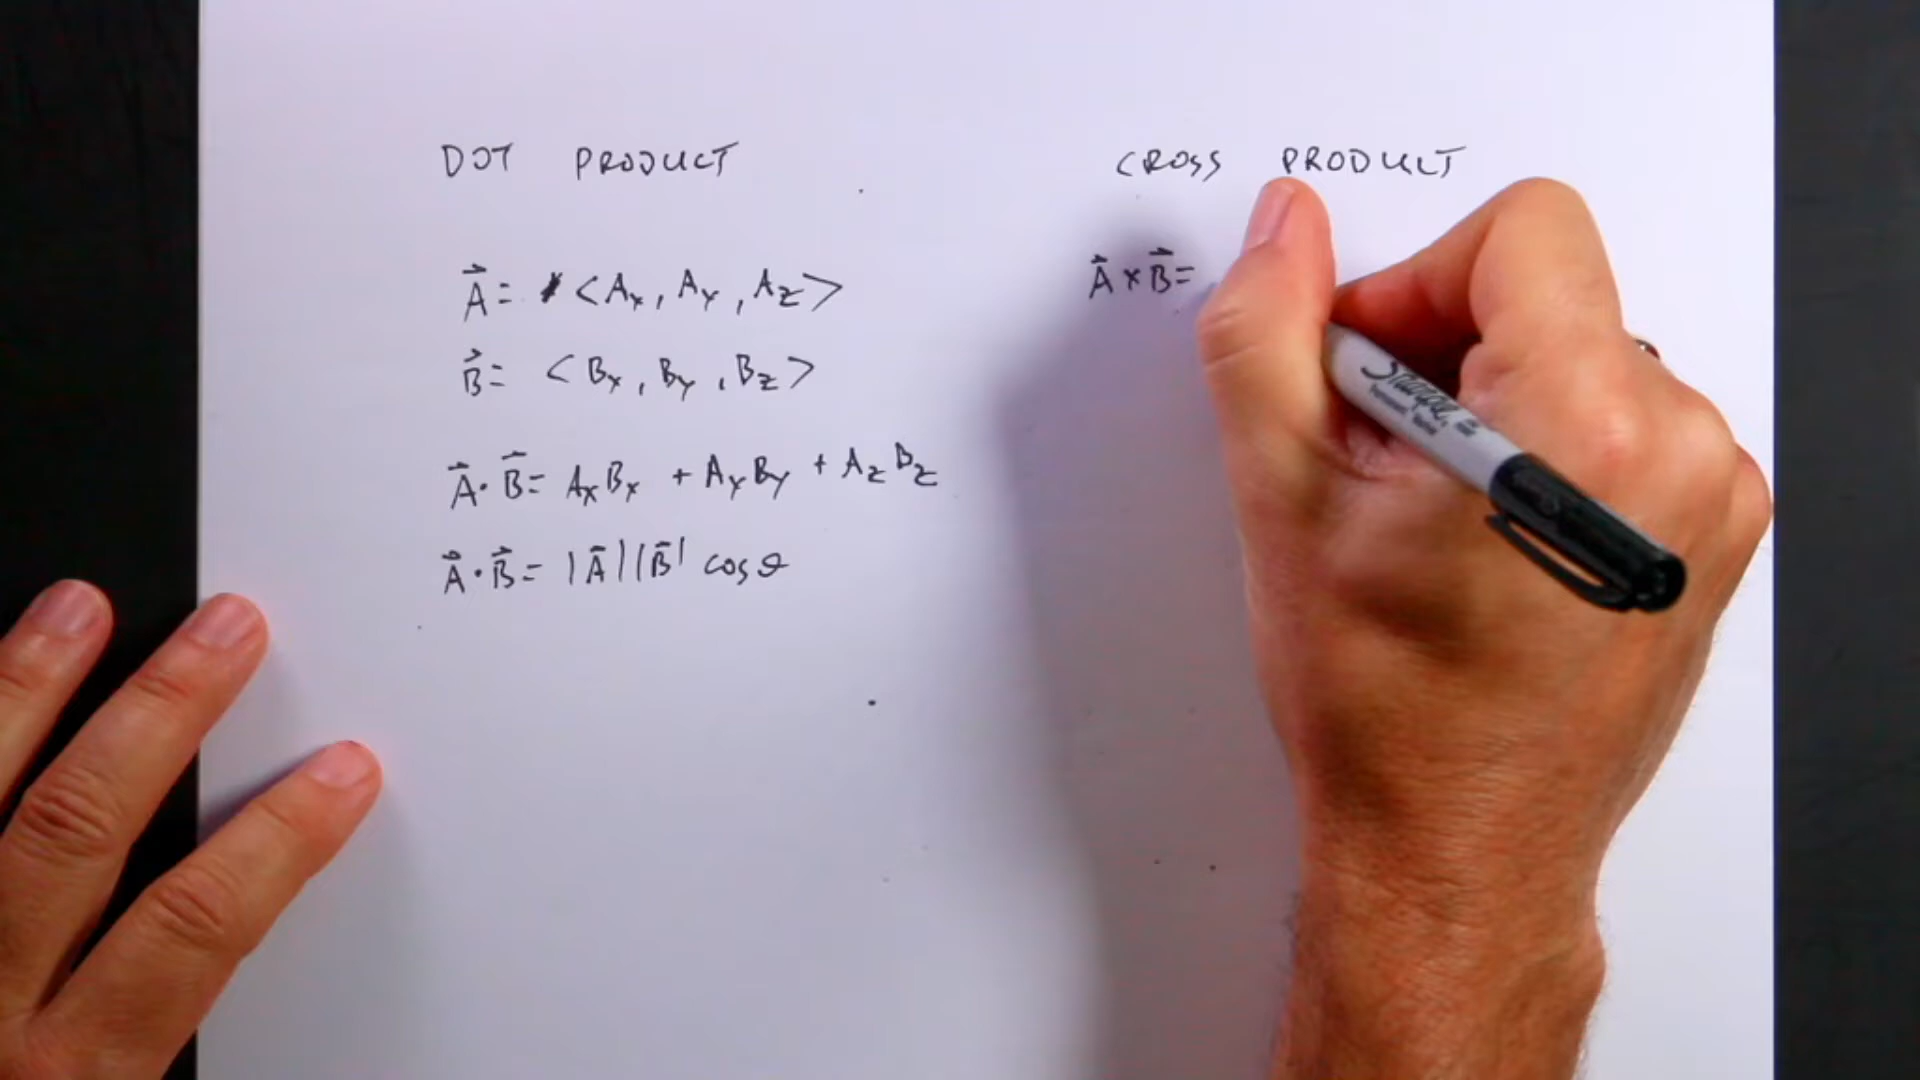 DOT PRODUCT
A⃗ = <Ax, Ay, Az>
B⃗ = <Bx, By, Bz>
A⃗ · B⃗ = AxBx + AyBy + AzBz
A⃗ · B⃗ = |A⃗||B⃗| cos θ
CROSS PRODUCT
A⃗ × B⃗ =
Sharpie